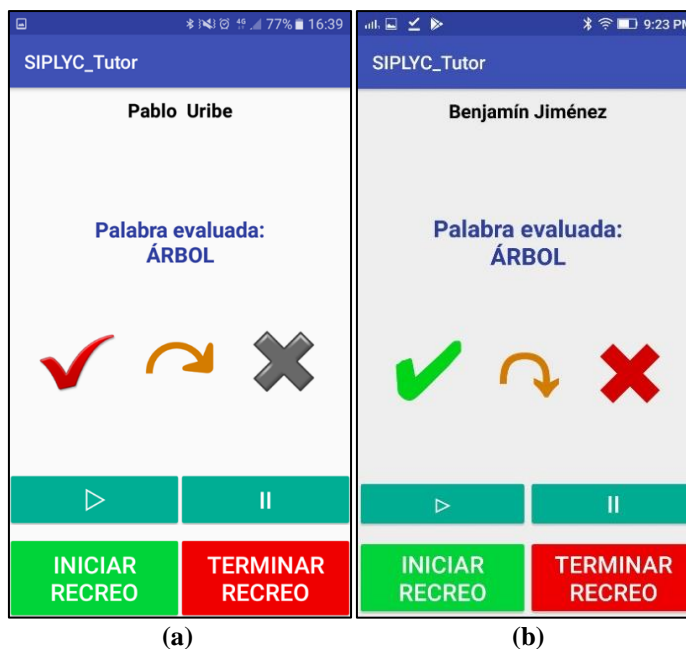 77% 16:39
SIPLYC_Tutor
Pablo Uribe
Palabra evaluada:
ÁRBOL
INICIAR
RECREO
TERMINAR
RECREO
(a)
9:23 PM
SIPLYC_Tutor
Benjamín Jiménez
Palabra evaluada:
ÁRBOL
INICIAR
RECREO
TERMINAR
RECREO
(b)